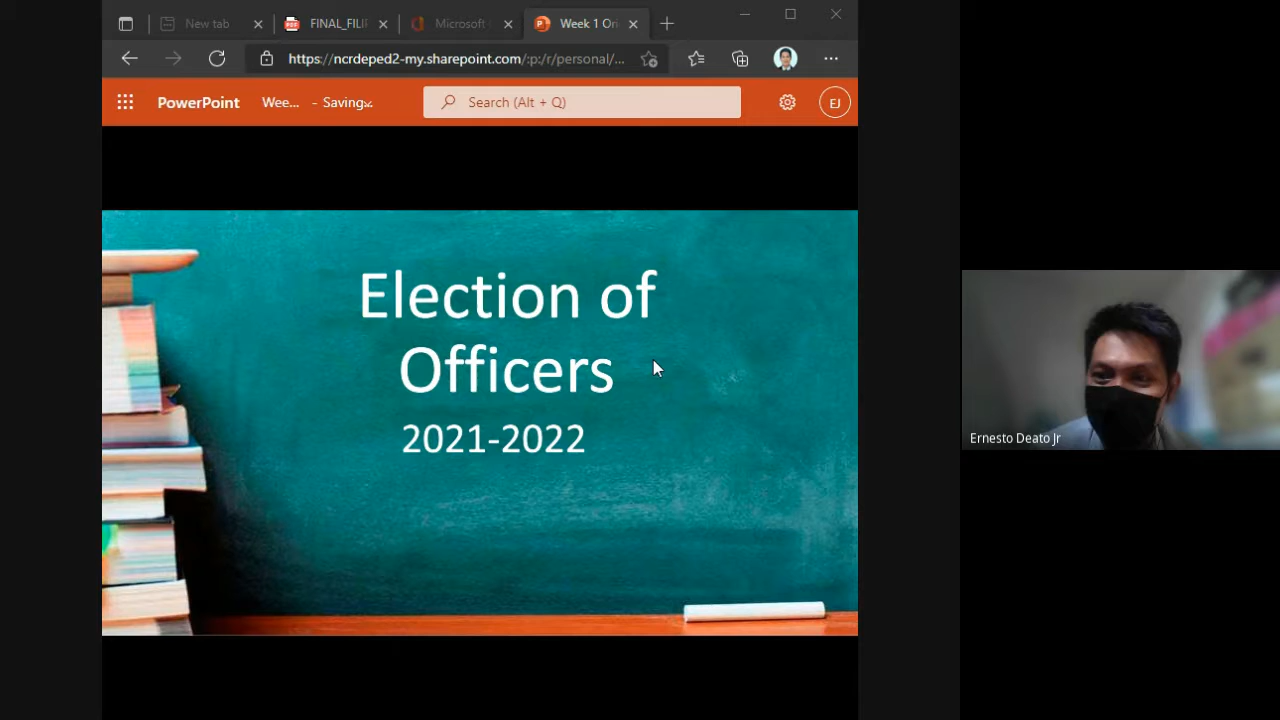 New tab
FINAL_FILI
Microsoft
Week 1 Ori
https://ncrdeped2-my.sharepoint.com/:p:/r/personal/...
PowerPoint
Wee... - Saving...
Search (Alt + Q)
EJ
Election of
Officers
2021-2022
Ernesto Deato Jr